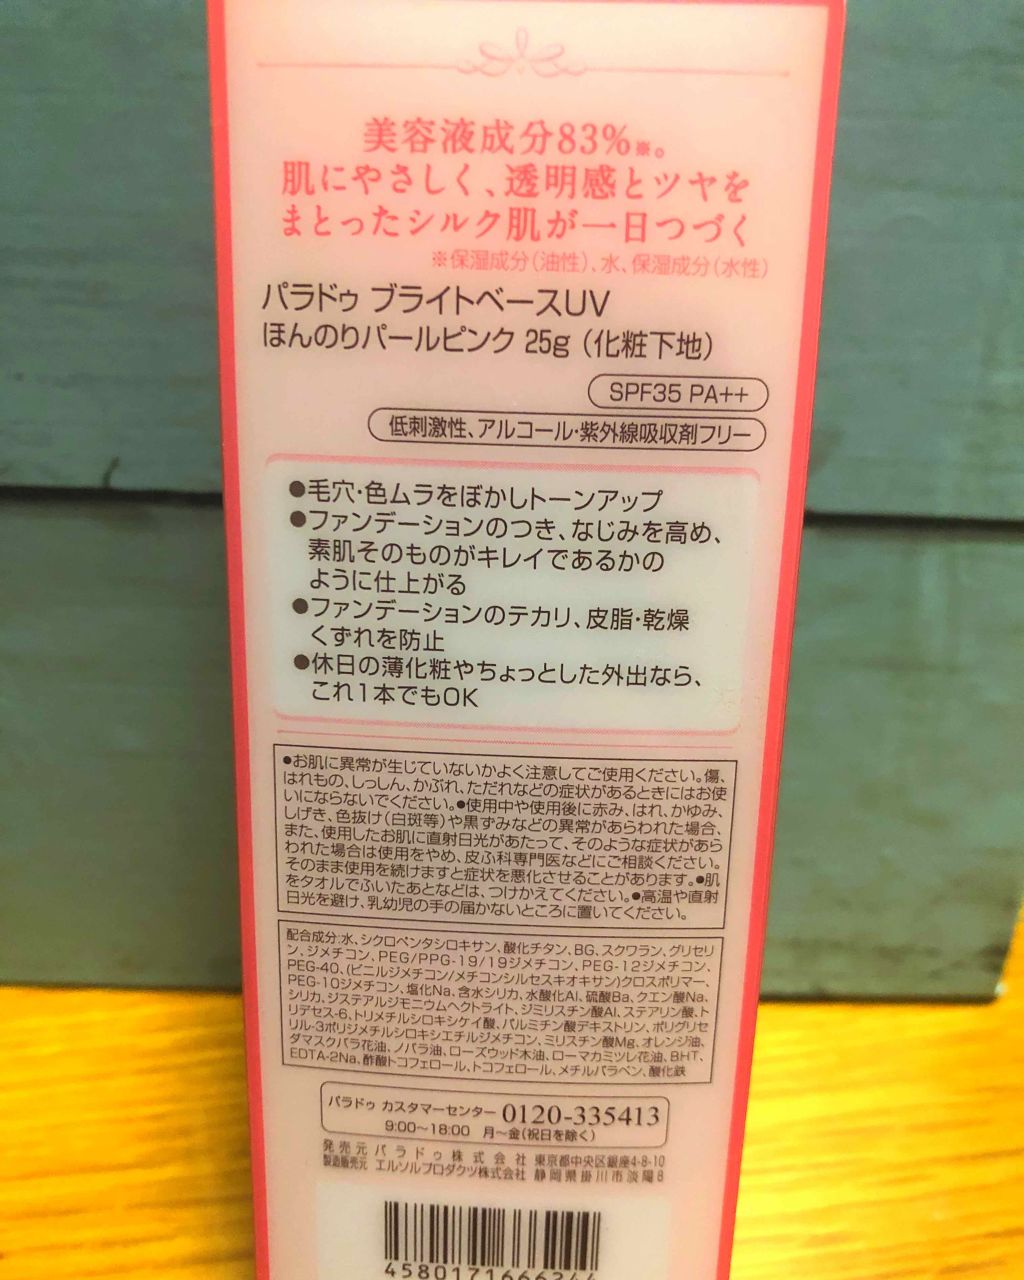 美容液成分83%※。
肌にやさしく、透明感とツヤを
まとったシルク肌が一日つづく
※保湿成分(油性)、水、保湿成分(水性)
パラドゥ ブライトベースUV
ほんのりパールピンク 25g (化粧下地)
SPF35 PA++
低刺激性、アルコール・紫外線吸収剤フリー
●毛穴・色ムラをぼかしトーンアップ
●ファンデーションのつき、なじみを高め、
素肌そのものがキレイであるかの
ように仕上がる
●ファンデーションのテカリ、皮脂・乾燥
くずれを防止
●休日の薄化粧やちょっとした外出なら、
これ1本でもOK
●お肌に異常が生じていないかよく注意してご使用ください。傷、
はれもの、しっしん、かぶれ、ただれなどの症状があるときにはお使
いにならないでください。●使用中や使用後に赤み、はれ、かゆみ、
しげき、色抜け(白斑等)や黒ずみなどの異常があらわれた場合、
また、使用したお肌に直射日光があたって、そのような症状があら
われた場合は使用をやめ、皮ふ科専門医などにご相談ください。
そのまま使用を続けますと症状を悪化させることがあります。●肌
をタオルでふいたあとなどは、つけかえてください。●高温や直射
日光を避け、乳幼児の手の届かないところに置いてください。
配合成分:水、シクロペンタシロキサン、酸化チタン、BG、スクワラン、グリセリ
ン、ジメチコン、PEG/PPG-19/19ジメチコン、PEG-12ジメチコン、
PEG-40、(ビニルジメチコン/メチコンシルセスキオキサン)クロスポリマー、
PEG-10ジメチコン、塩化Na、含水シリカ、水酸化Al、硫酸Ba、クエン酸Na、
シリカ、ジステアルジモニウムヘクトライト、ジミリスチン酸Al、ステアリン酸、ト
リデセス-6、トリメチルシロキシケイ酸、パルミチン酸デキストリン、ポリグリセ
リル-3ポリジメチルシロキシエチルジメチコン、ミリスチン酸Mg、オレンジ油、
ダマスクバラ花油、ノバラ油、ローズウッド木油、ローマカミツレ花油、BHT、
EDTA-2Na、酢酸トコフェロール、トコフェロール、メチルパラベン、酸化鉄
パラドゥ カスタマーセンター 0120-335413
9:00〜18:00 月〜金(祝日を除く)
発売元 パラドゥ株式会社 東京都中央区銀座4-8-10
製造販売元 エルソルプロダクツ株式会社 静岡県掛川市淡陽8